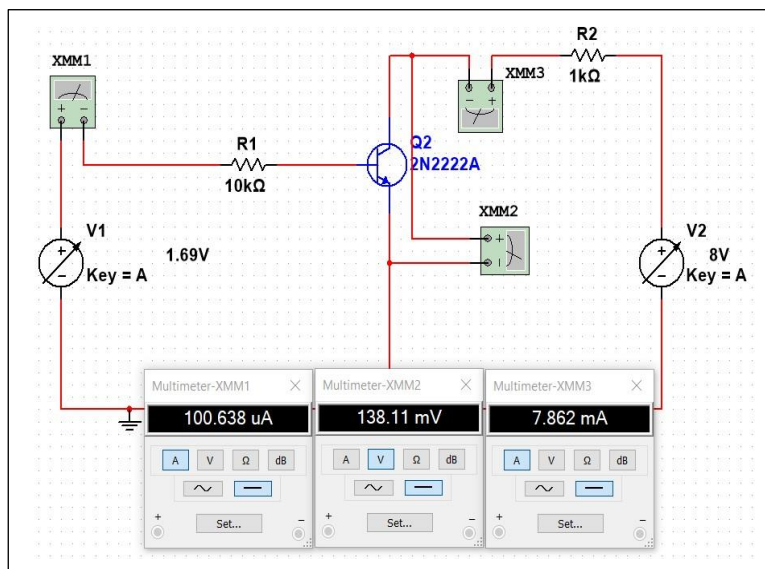 XMM1
+ −
R1
10kΩ
Q2
2N2222A
XMM3
− +
R2
1kΩ
XMM2
+
−
V1
+
−
Key = A
1.69V
V2
+
−
Key = A
8V
Multimeter-XMM1
100.638 uA
A V Ω dB
+ −
Set...
Multimeter-XMM2
138.11 mV
A V Ω dB
+ −
Set...
Multimeter-XMM3
7.862 mA
A V Ω dB
+ −
Set...